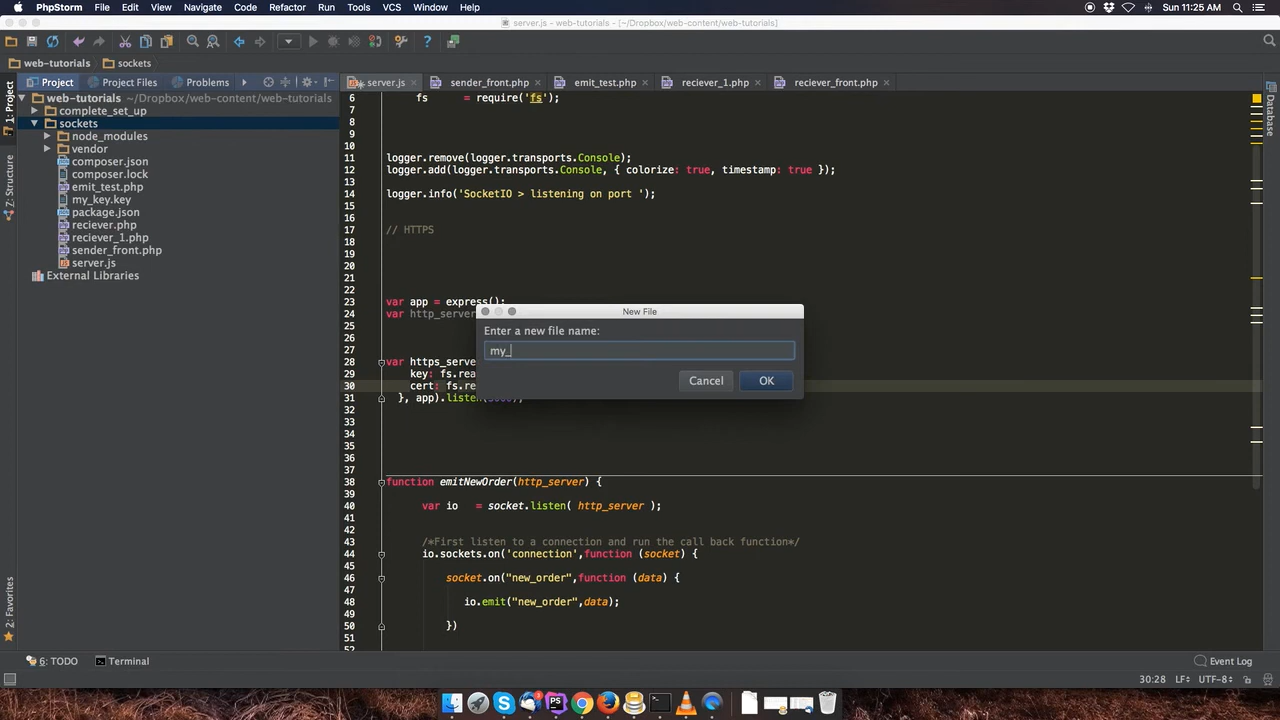 PhpStorm File Edit View Navigate Code Refactor Run Tools VCS Window Help Sun 11:25 AM
server.js - web-tutorials - [~/Dropbox/web-content/web-tutorials]
web-tutorials sockets
Project Project Files Problems server.js sender_front.php emit_test.php reciever_1.php reciever_front.php
web-tutorials ~/Dropbox/web-content/web-tutorials
complete_set_up
sockets
node_modules
vendor
composer.json
composer.lock
emit_test.php
my_key.key
package.json
reciever.php
reciever_1.php
sender_front.php
server.js
External Libraries
1: Project
7: Structure
2: Favorites
Database
6 fs = require('fs');
7
8
9
10
11 logger.remove(logger.transports.Console);
12 logger.add(logger.transports.Console, { colorize: true, timestamp: true });
13
14 logger.info('SocketIO > listening on port ');
15
16
17 // HTTPS
18
19
20
21
22
23 var app = express();
24 var http_server
25
26
27
28 var https_serve
29 key: fs.rea
30 cert: fs.re
31 }, app).listen
32
33
34
35
36
37
38 function emitNewOrder(http_server) {
39
40 var io = socket.listen( http_server );
41
42
43 /*First listen to a connection and run the call back function*/
44 io.sockets.on('connection',function (socket) {
45
46 socket.on("new_order",function (data) {
47
48 io.emit("new_order",data);
49
50 })
51
New File
Enter a new file name:
my_
Cancel OK
6: TODO Terminal Event Log
30:28 LF UTF-8